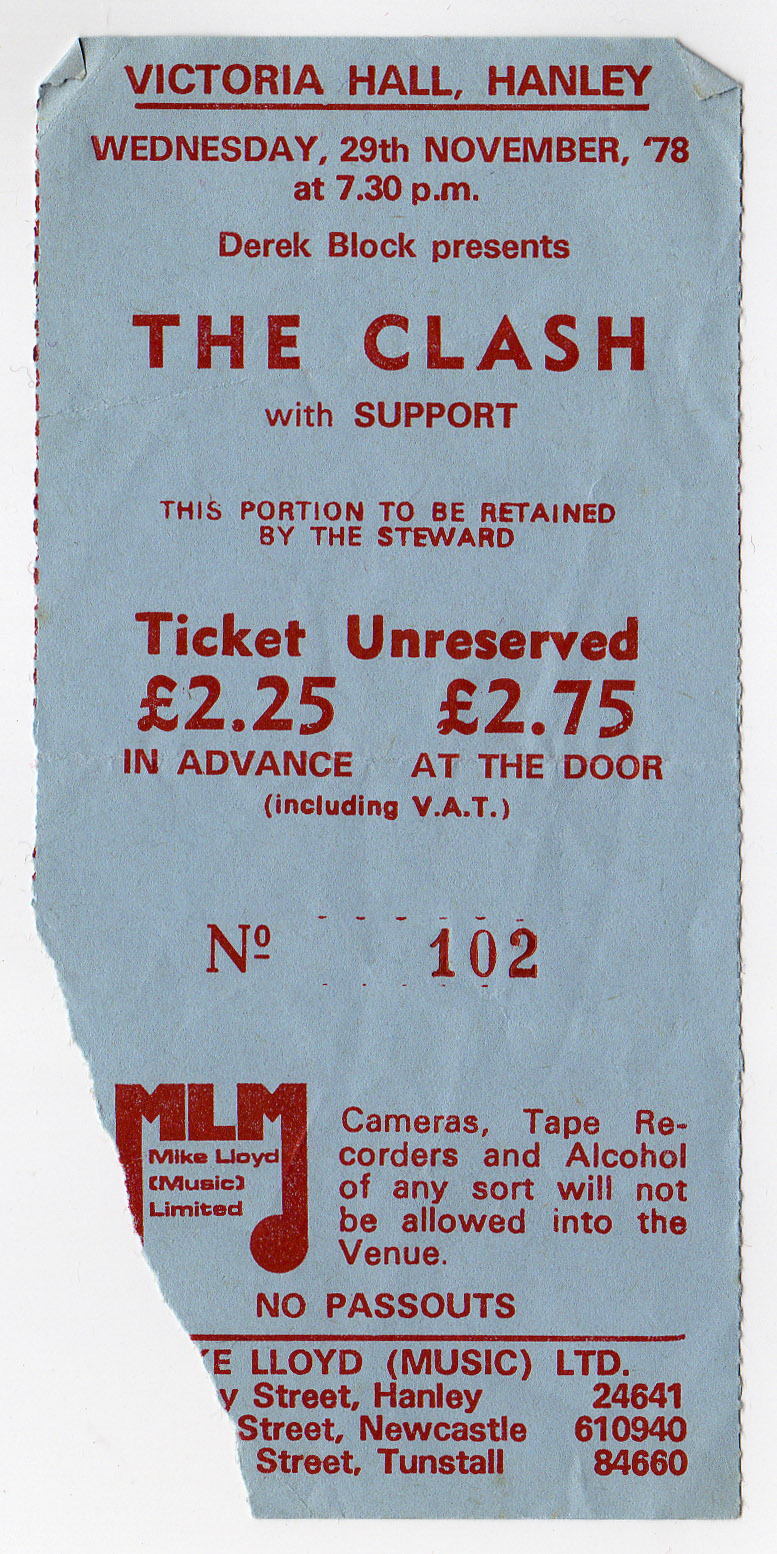 VICTORIA HALL, HANLEY
WEDNESDAY, 29th NOVEMBER, '78
at 7.30 p.m.
Derek Block presents
THE CLASH
with SUPPORT
THIS PORTION TO BE RETAINED
BY THE STEWARD
Ticket Unreserved
£2.25 £2.75
IN ADVANCE AT THE DOOR
(including V.A.T.)
Nº 102
MLM
Mike Lloyd
(Music)
Limited
Cameras, Tape Re-
corders and Alcohol
of any sort will not
be allowed into the
Venue.
NO PASSOUTS
KE LLOYD (MUSIC) LTD.
y Street, Hanley 24641
Street, Newcastle 610940
Street, Tunstall 84660